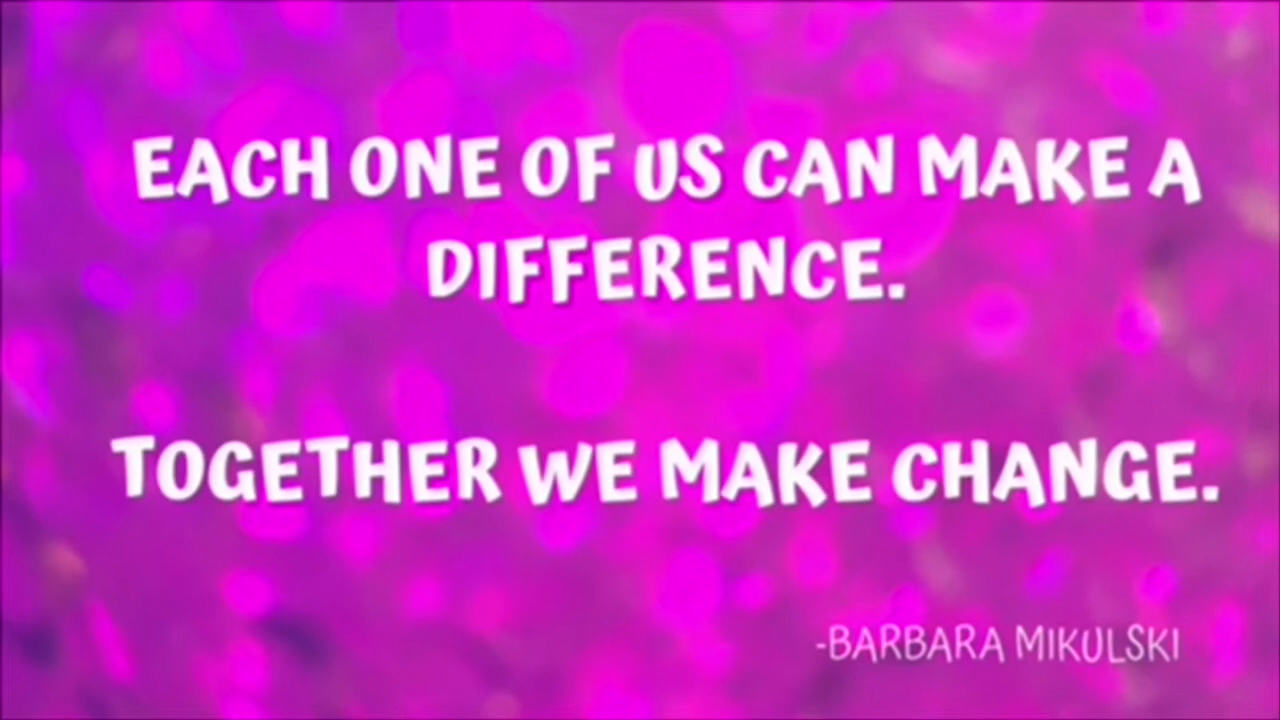 EACH ONE OF US CAN MAKE A
DIFFERENCE.
TOGETHER WE MAKE CHANGE.
-BARBARA MIKULSKI